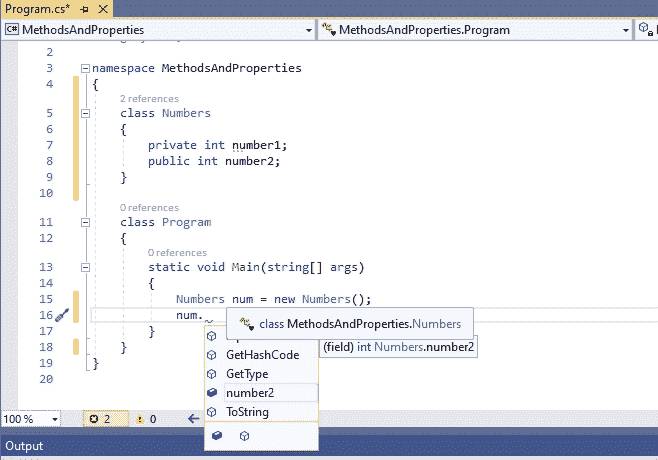 Program.cs*
C# MethodsAndProperties
MethodsAndProperties.Program
2
3 namespace MethodsAndProperties
4 {
2 references
5 class Numbers
6 {
7 private int number1;
8 public int number2;
9 }
10
0 references
11 class Program
12 {
0 references
13 static void Main(string[] args)
14 {
15 Numbers num = new Numbers();
16 num.
class MethodsAndProperties.Numbers
17 }
(field) int Numbers.number2
18 }
GetHashCode
19 }
GetType
20
number2
ToString
100 %
2
0
Output